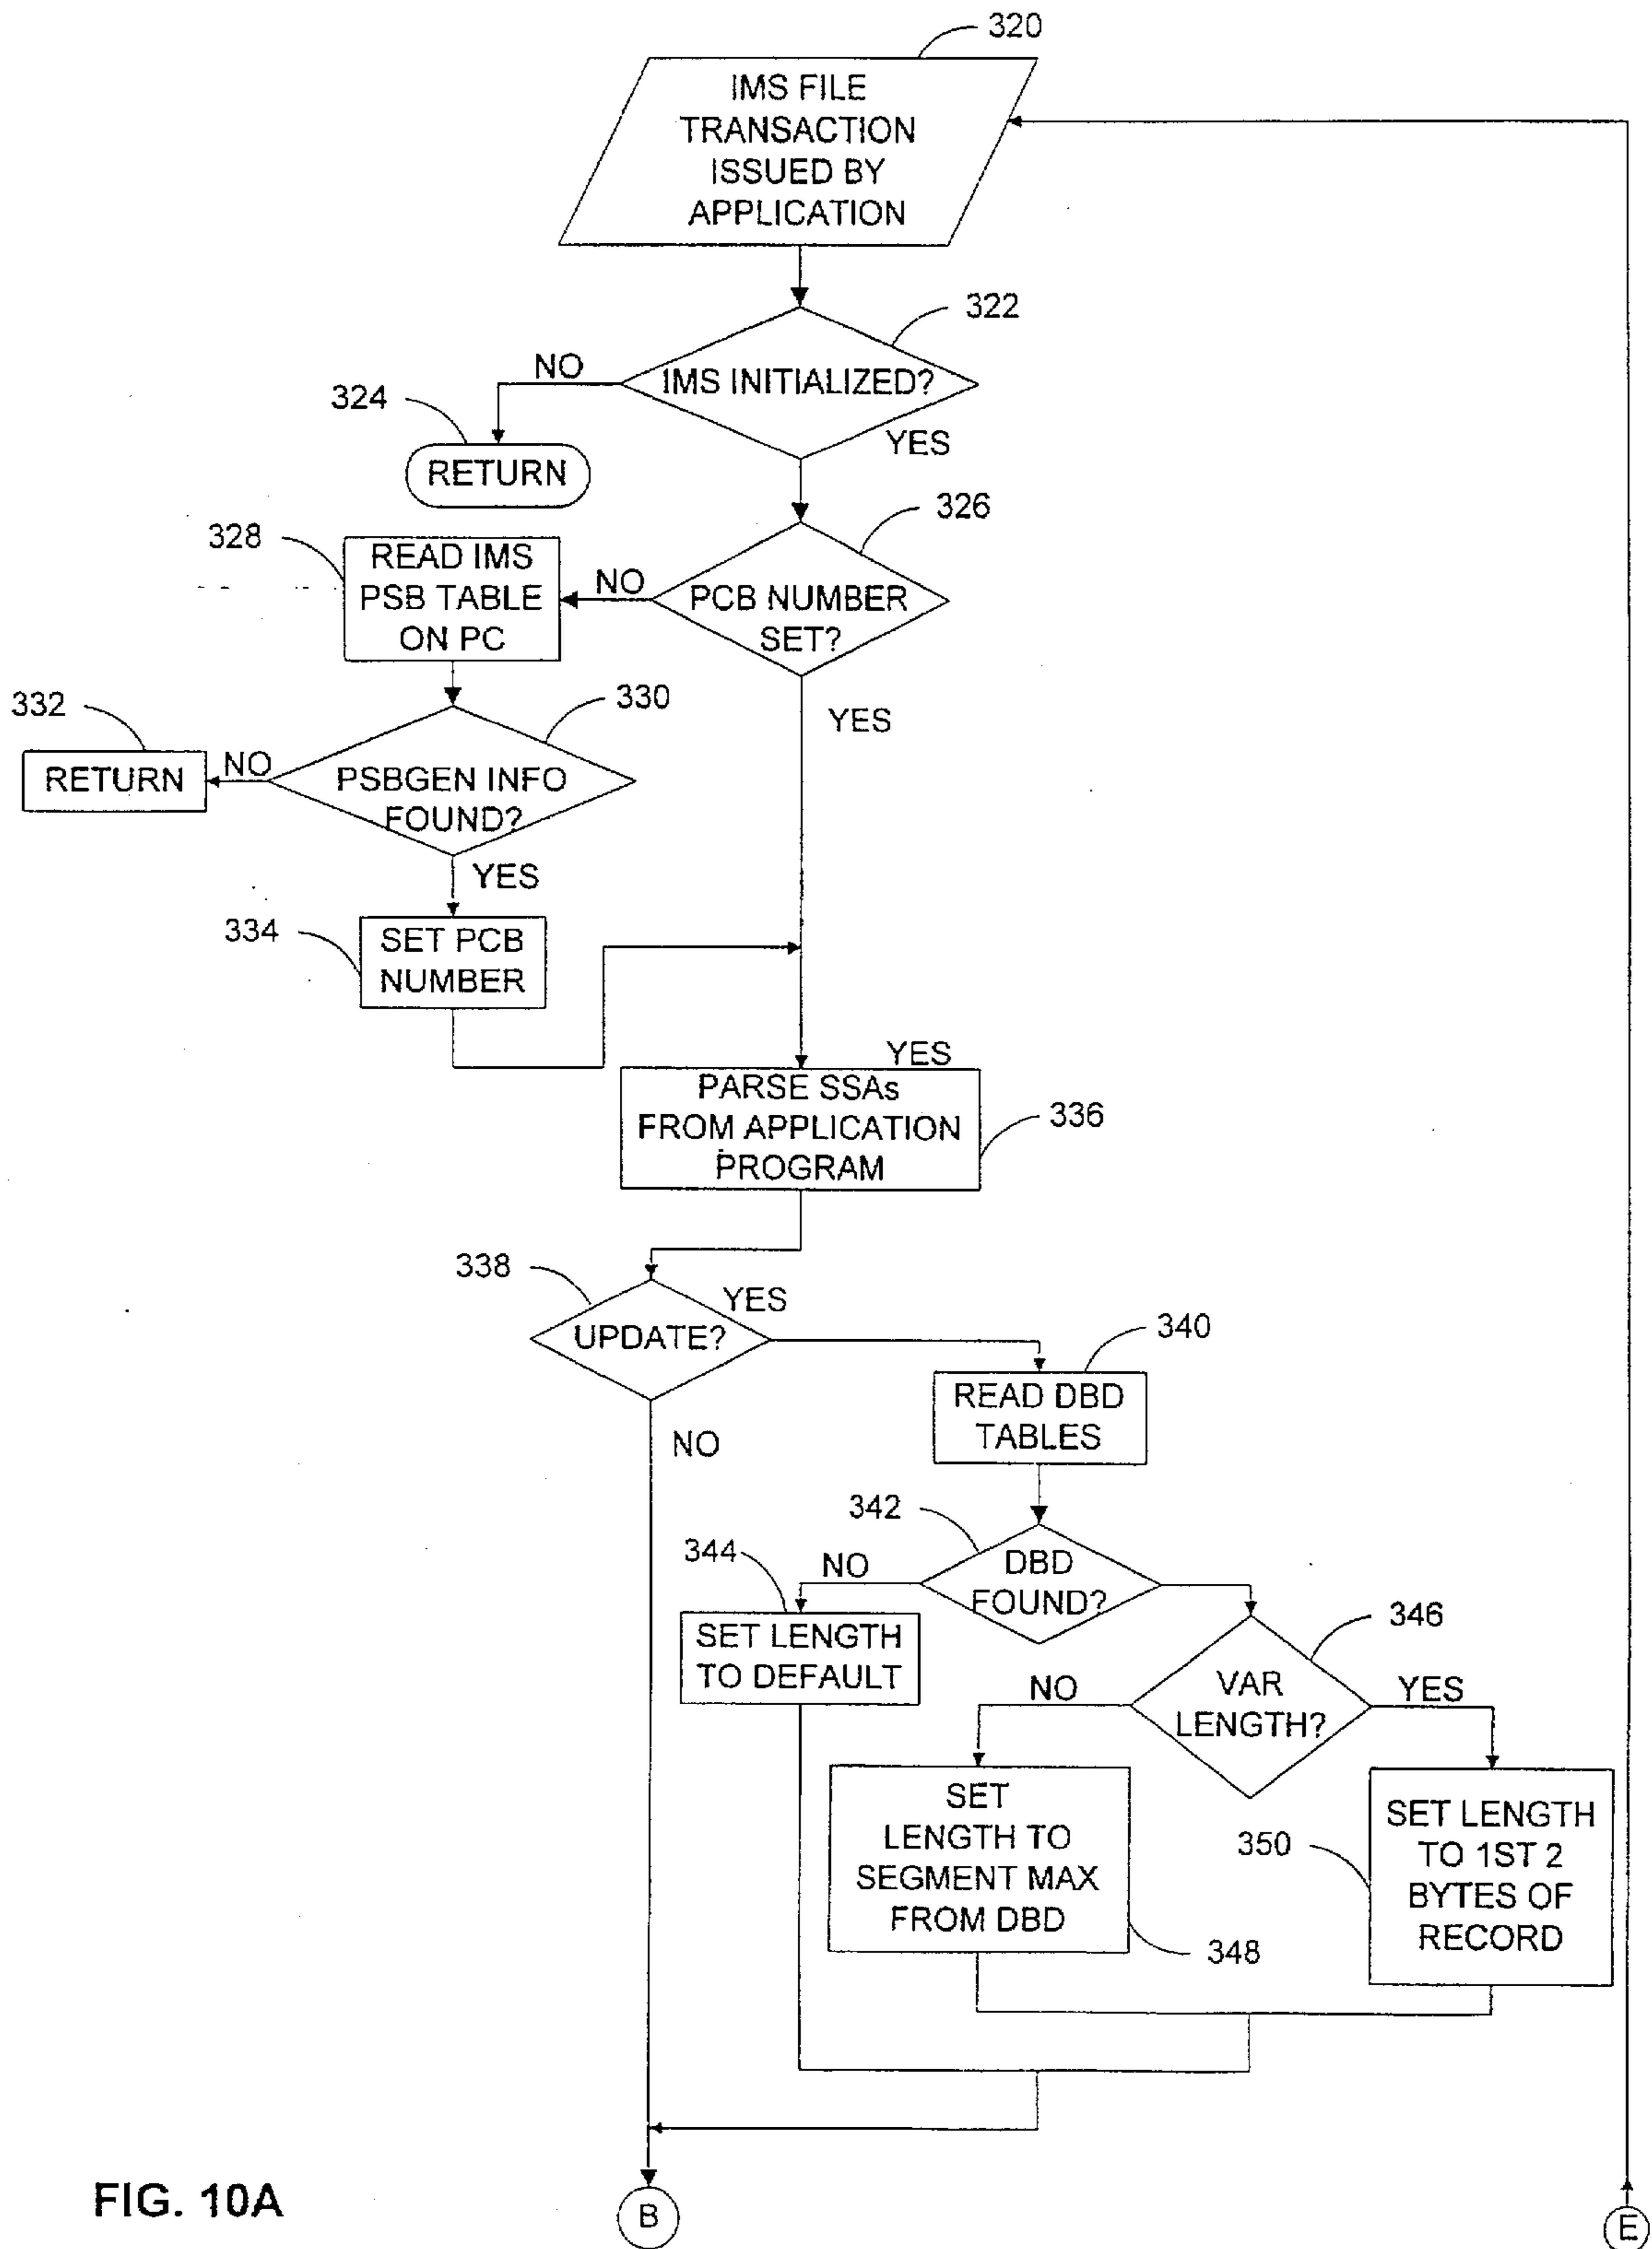 320
IMS FILE
TRANSACTION
ISSUED BY
APPLICATION
322
IMS INITIALIZED?
NO
YES
324
RETURN
326
PCB NUMBER
SET?
NO
YES
328
READ IMS
PSB TABLE
ON PC
330
PSBGEN INFO
FOUND?
NO
332
RETURN
YES
334
SET PCB
NUMBER
YES
PARSE SSAs
FROM APPLICATION
PROGRAM
336
338
UPDATE?
YES
NO
340
READ DBD
TABLES
342
DBD
FOUND?
NO
344
SET LENGTH
TO DEFAULT
346
VAR
LENGTH?
NO
YES
SET
LENGTH TO
SEGMENT MAX
FROM DBD
348
350
SET LENGTH
TO 1ST 2
BYTES OF
RECORD
FIG. 10A
B
E